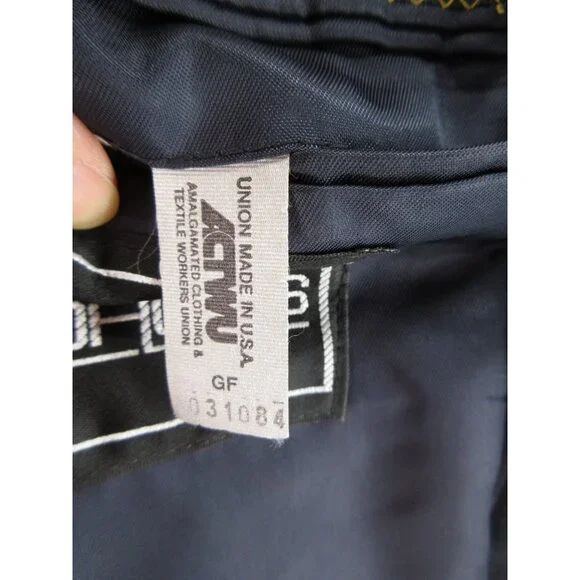 UNION MADE IN U.S.A.
ACTWU
AMALGAMATED CLOTHING &
TEXTILE WORKERS UNION
GF
031084